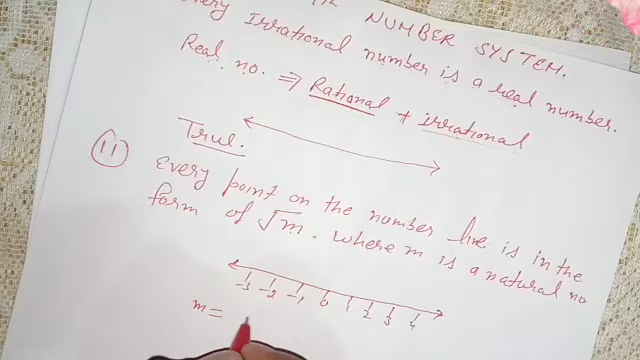 NUMBER SYSTEM.
Every Irrational number is a real number.
Real no. ⇒ Rational + irrational
True.
(11) every point on the number line is in the
form of √m. where m is a natural no
-3 -2 -1 0 1 2 3 4
m =